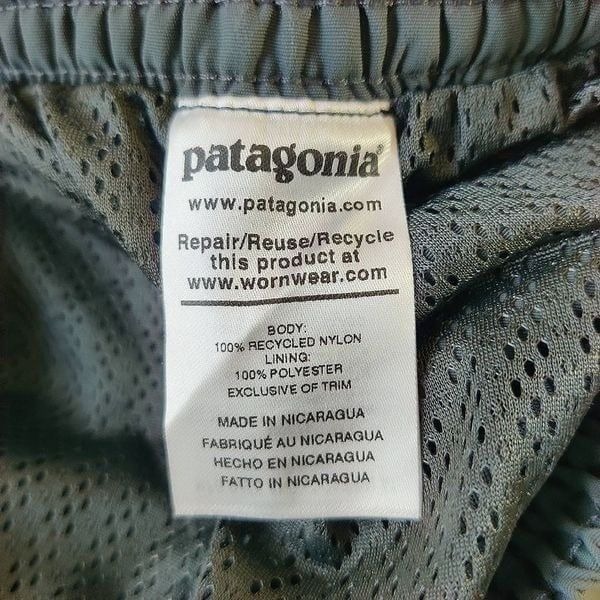 patagonia®
www.patagonia.com
Repair/Reuse/Recycle
this product at
www.wornwear.com
BODY:
100% RECYCLED NYLON
LINING:
100% POLYESTER
EXCLUSIVE OF TRIM
MADE IN NICARAGUA
FABRIQUÉ AU NICARAGUA
HECHO EN NICARAGUA
FATTO IN NICARAGUA